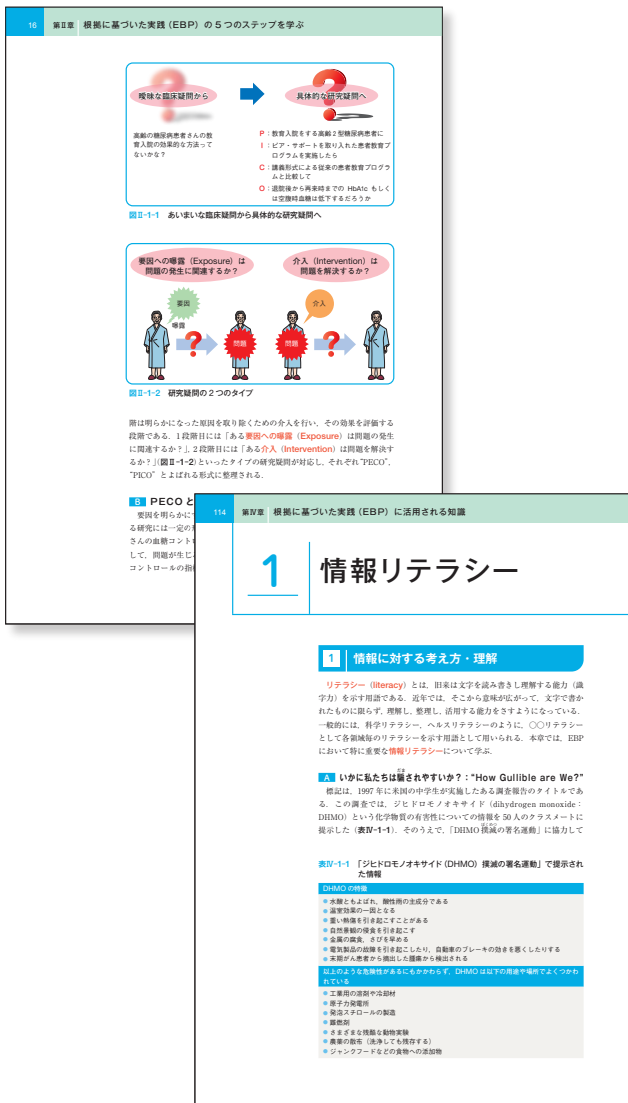 16 第Ⅱ章 根拠に基づいた実践（EBP）の5つのステップを学ぶ
曖昧な臨床疑問から
具体的な研究疑問へ
高齢の糖尿病患者さんの教
育入院の効果的な方法って
ないかな？
P：教育入院をする高齢2型糖尿病患者に
I：ピア・サポートを取り入れた患者教育プ
ログラムを実施したら
C：講義形式による従来の患者教育プログラ
ムと比較して
O：退院後から再来時までの HbA1c もしく
は空腹時血糖は低下するだろうか
図Ⅱ-1-1 あいまいな臨床疑問から具体的な研究疑問へ
要因への曝露（Exposure）は
問題の発生に関連するか？
介入（Intervention）は
問題を解決するか？
要因
曝露
問題
介入
問題
図Ⅱ-1-2 研究疑問の2つのタイプ
階は明らかになった原因を取り除くための介入を行い，その効果を評価する
段階である．1段階目には「ある要因への曝露（Exposure）は問題の発生
に関連するか？」，2段階目には「ある介入（Intervention）は問題を解決す
るか？」（図Ⅱ-1-2）といったタイプの研究疑問が対応し，それぞれ“PECO”，
“PICO” とよばれる形式に整理される．
B PECO と
要因を明らかに
る研究には一定の
さんの血糖コント
して，問題が生じ
コントロールの指
114 第Ⅳ章 根拠に基づいた実践（EBP）に活用される知識
1 情報リテラシー
1 情報に対する考え方・理解
リテラシー（literacy）とは，旧来は文字を読み書きし理解する能力（識
字力）を示す用語である．近年では，そこから意味が広がって，文字で書か
れたものに限らず，理解し，整理し，活用する能力をさすようになっている．
一般的には，科学リテラシー，ヘルスリテラシーのように，○○リテラシー
として各領域毎のリテラシーを示す用語として用いられる．本章では，EBP
において特に重要な情報リテラシーについて学ぶ．
A いかに私たちは騙されやすいか？："How Gullible are We?"
標記は，1997年に米国の中学生が実施したある調査報告のタイトルであ
る．この調査では，ジヒドロモノオキサイド（dihydrogen monoxide：
DHMO）という化学物質の有害性についての情報を50人のクラスメートに
提示した（表Ⅳ-1-1）．そのうえで，「DHMO撲滅の署名運動」に協力して
表Ⅳ-1-1 「ジヒドロモノオキサイド（DHMO）撲滅の署名運動」で提示され
た情報
DHMO の特徴
● 水酸ともよばれ，酸性雨の主成分である
● 温室効果の一因となる
● 重い熱傷を引き起こすことがある
● 自然景観の侵食を引き起こす
● 金属の腐食，さびを早める
● 電気製品の故障を引き起こしたり，自動車のブレーキの効きを悪くしたりする
● 末期がん患者から摘出した腫瘍から検出される
以上のような危険性があるにもかかわらず，DHMO は以下の用途や場所でよくつかわ
れている
● 工業用の溶剤や冷却材
● 原子力発電所
● 発泡スチロールの製造
● 難燃剤
● さまざまな残酷な動物実験
● 農薬の散布（洗浄しても残存する）
● ジャンクフードなどの食物への添加物